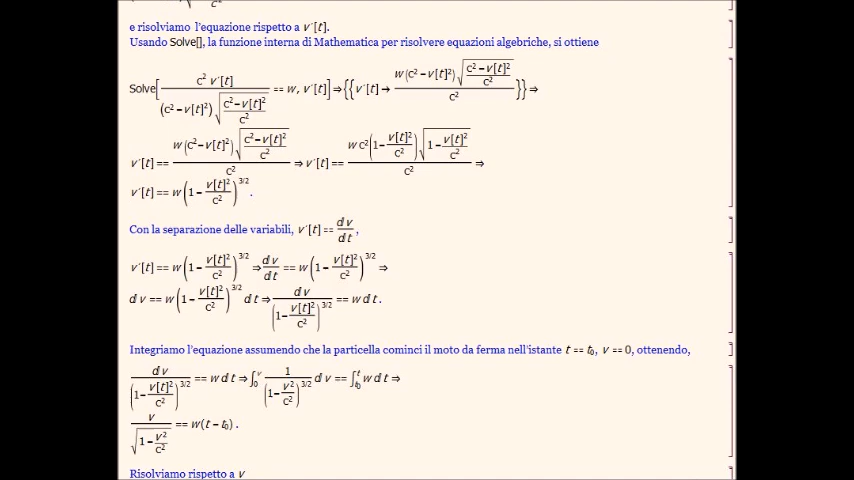 e risolviamo l'equazione rispetto a v′[t].
Usando Solve[], la funzione interna di Mathematica per risolvere equazioni algebriche, si ottiene
Solve[ c² v′[t] / ((c²−v[t]²) √((c²−v[t]²)/c²)) == w, v′[t]] ⇒ {{v′[t] → w (c²−v[t]²) √((c²−v[t]²)/c²) / c²}} ⇒
v′[t] == w (c²−v[t]²) √((c²−v[t]²)/c²) / c² ⇒ v′[t] == w c² (1−v[t]²/c²) √(1−v[t]²/c²) / c² ⇒
v′[t] == w (1−v[t]²/c²)^3/2 .
Con la separazione delle variabili, v′[t] == ⅆv/ⅆt ,
v′[t] == w (1−v[t]²/c²)^3/2 ⇒ ⅆv/ⅆt == w (1−v[t]²/c²)^3/2 ⇒
ⅆv == w (1−v[t]²/c²)^3/2 ⅆt ⇒ ⅆv / (1−v[t]²/c²)^3/2 == w ⅆt .
Integriamo l'equazione assumendo che la particella cominci il moto da ferma nell'istante t == t₀, v == 0, ottenendo,
ⅆv / (1−v[t]²/c²)^3/2 == w ⅆt ⇒ ∫₀^v 1 / (1−v²/c²)^3/2 ⅆv == ∫_t₀^t w ⅆt ⇒
v / √(1−v²/c²) == w (t − t₀) .
Risolviamo rispetto a v